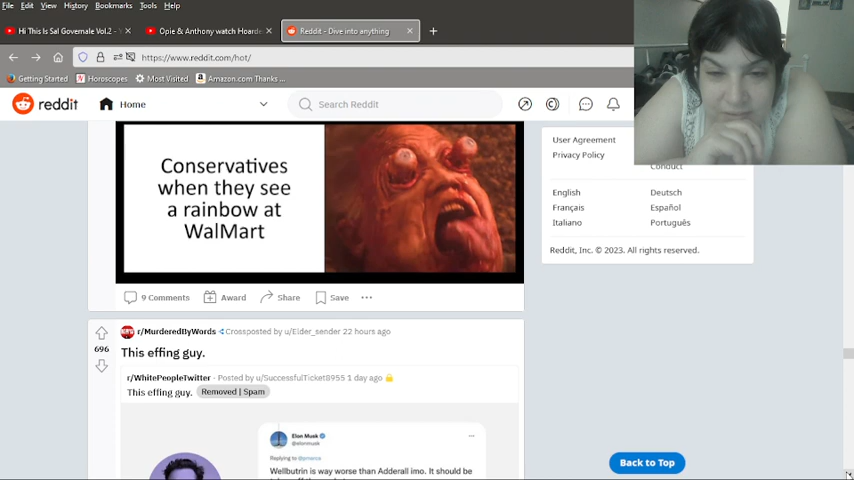 File Edit View History Bookmarks Tools Help
Hi This Is Sal Governale Vol.2 - Y
Opie & Anthony watch Hoarder
Reddit - Dive into anything
https://www.reddit.com/hot/
Getting Started Horoscopes Most Visited Amazon.com Thanks ...
reddit
Home
Search Reddit
Conservatives
when they see
a rainbow at
WalMart
9 Comments Award Share Save
r/MurderedByWords Crossposted by u/Elder_sender 22 hours ago
696
This effing guy.
r/WhitePeopleTwitter · Posted by u/SuccessfulTicket8955 1 day ago
This effing guy. Removed | Spam
Elon Musk
@elonmusk
Replying to @pmarca
Wellbutrin is way worse than Adderall imo. It should be
User Agreement
Privacy Policy
Conduct
English Deutsch
Français Español
Italiano Português
Reddit, Inc. © 2023. All rights reserved.
Back to Top